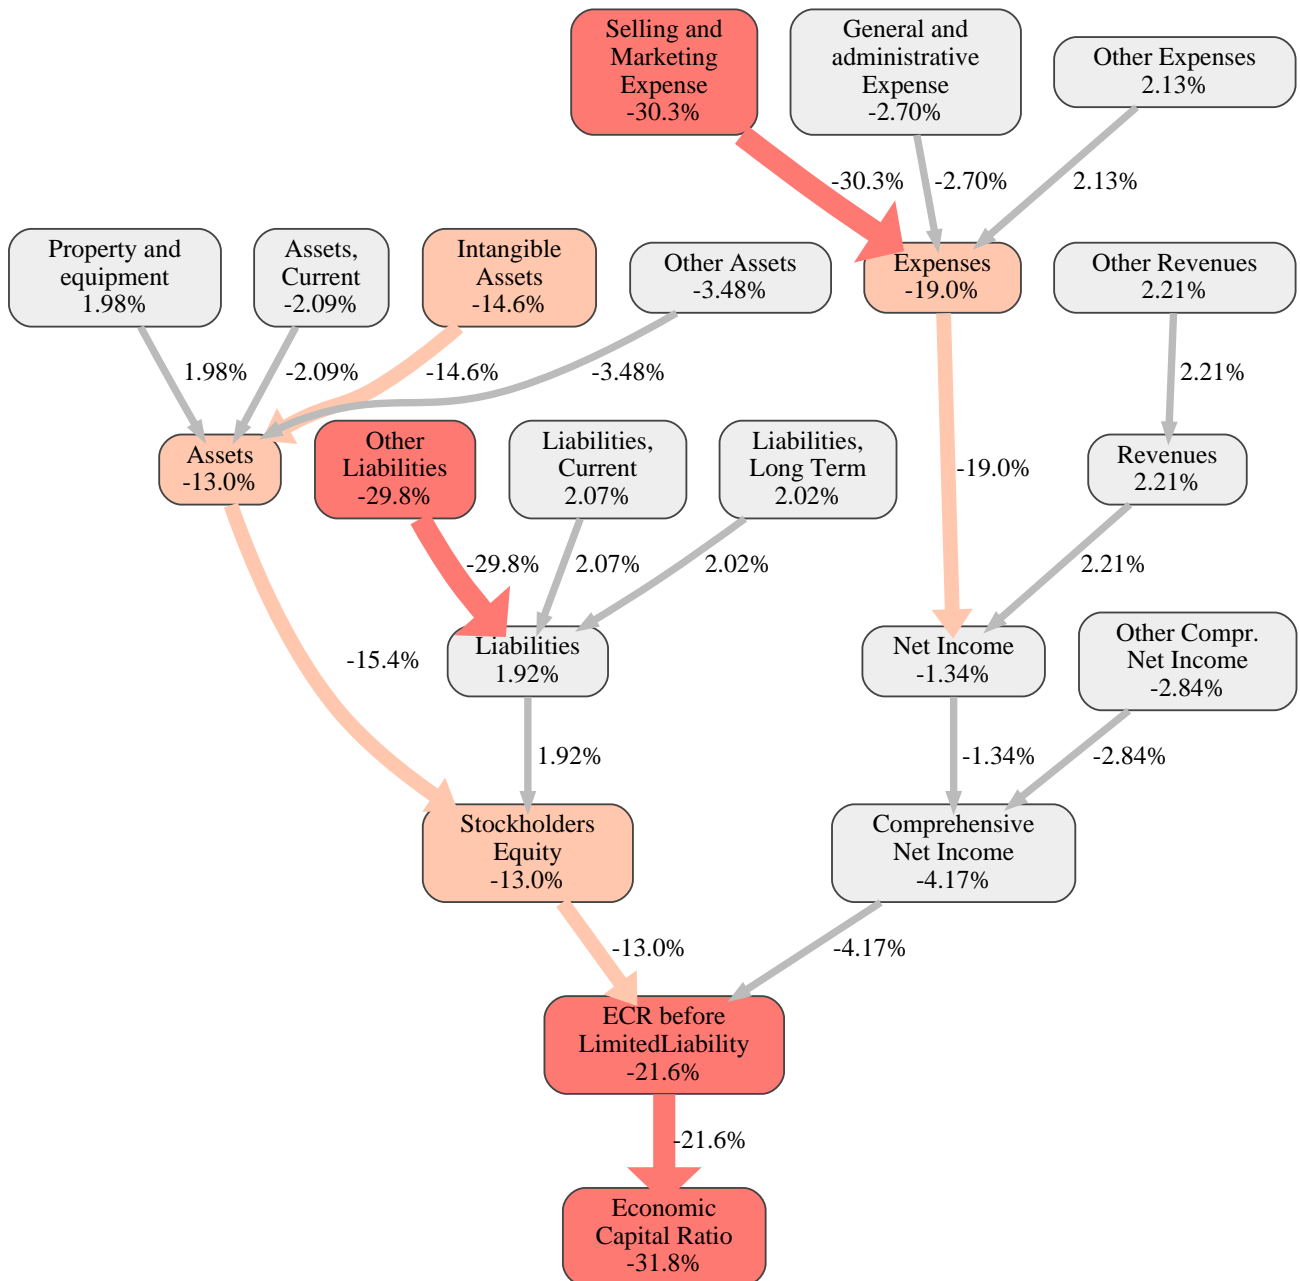 Selling and
Marketing
Expense
-30.3%
General and
administrative
Expense
-2.70%
Other Expenses
2.13%
-30.3%
-2.70%
2.13%
Property and
equipment
1.98%
Assets,
Current
-2.09%
Intangible
Assets
-14.6%
Other Assets
-3.48%
Expenses
-19.0%
Other Revenues
2.21%
1.98%
-2.09%
-14.6%
-3.48%
2.21%
Assets
-13.0%
Other
Liabilities
-29.8%
Liabilities,
Current
2.07%
Liabilities,
Long Term
2.02%
-19.0%
Revenues
2.21%
-29.8%
2.07%
2.02%
2.21%
-15.4%
Liabilities
1.92%
Net Income
-1.34%
Other Compr.
Net Income
-2.84%
1.92%
-1.34%
-2.84%
Stockholders
Equity
-13.0%
Comprehensive
Net Income
-4.17%
-13.0%
-4.17%
ECR before
LimitedLiability
-21.6%
-21.6%
Economic
Capital Ratio
-31.8%